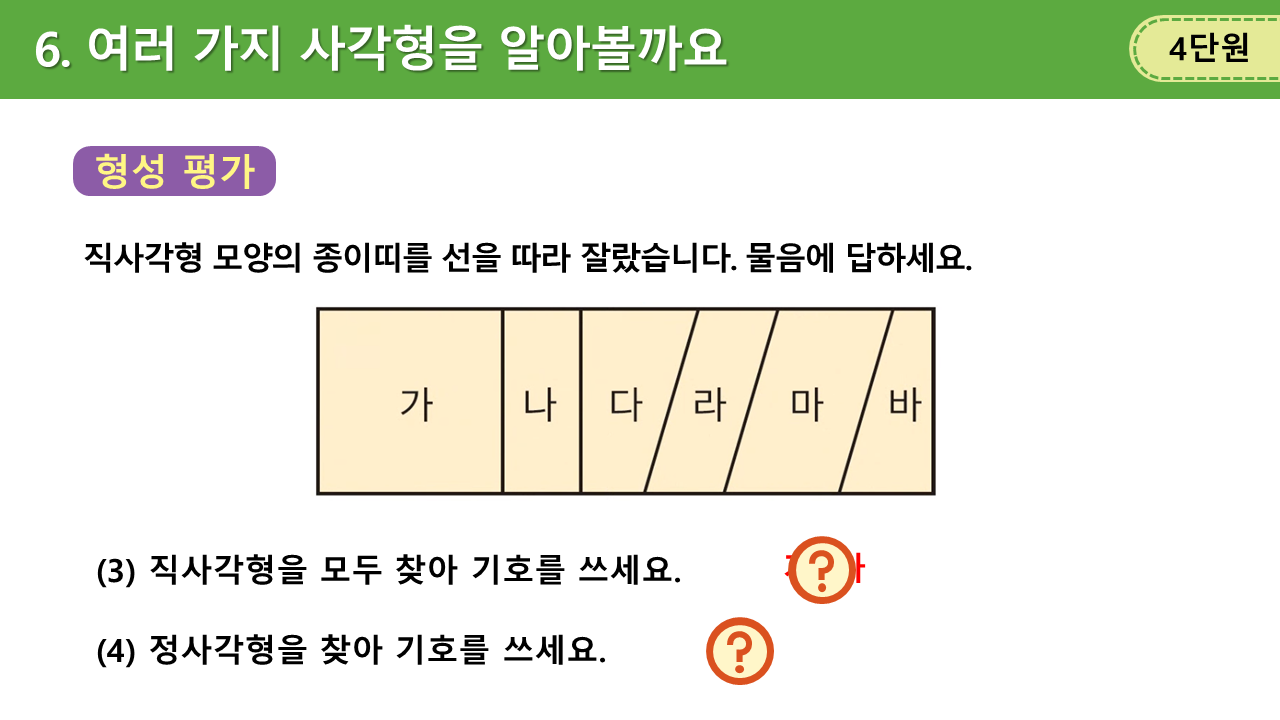 6. 여러 가지 사각형을 알아볼까요
4단원
형성 평가
직사각형 모양의 종이띠를 선을 따라 잘랐습니다. 물음에 답하세요.
가 나 다 라 마 바
(3) 직사각형을 모두 찾아 기호를 쓰세요. ?
(4) 정사각형을 찾아 기호를 쓰세요. ?